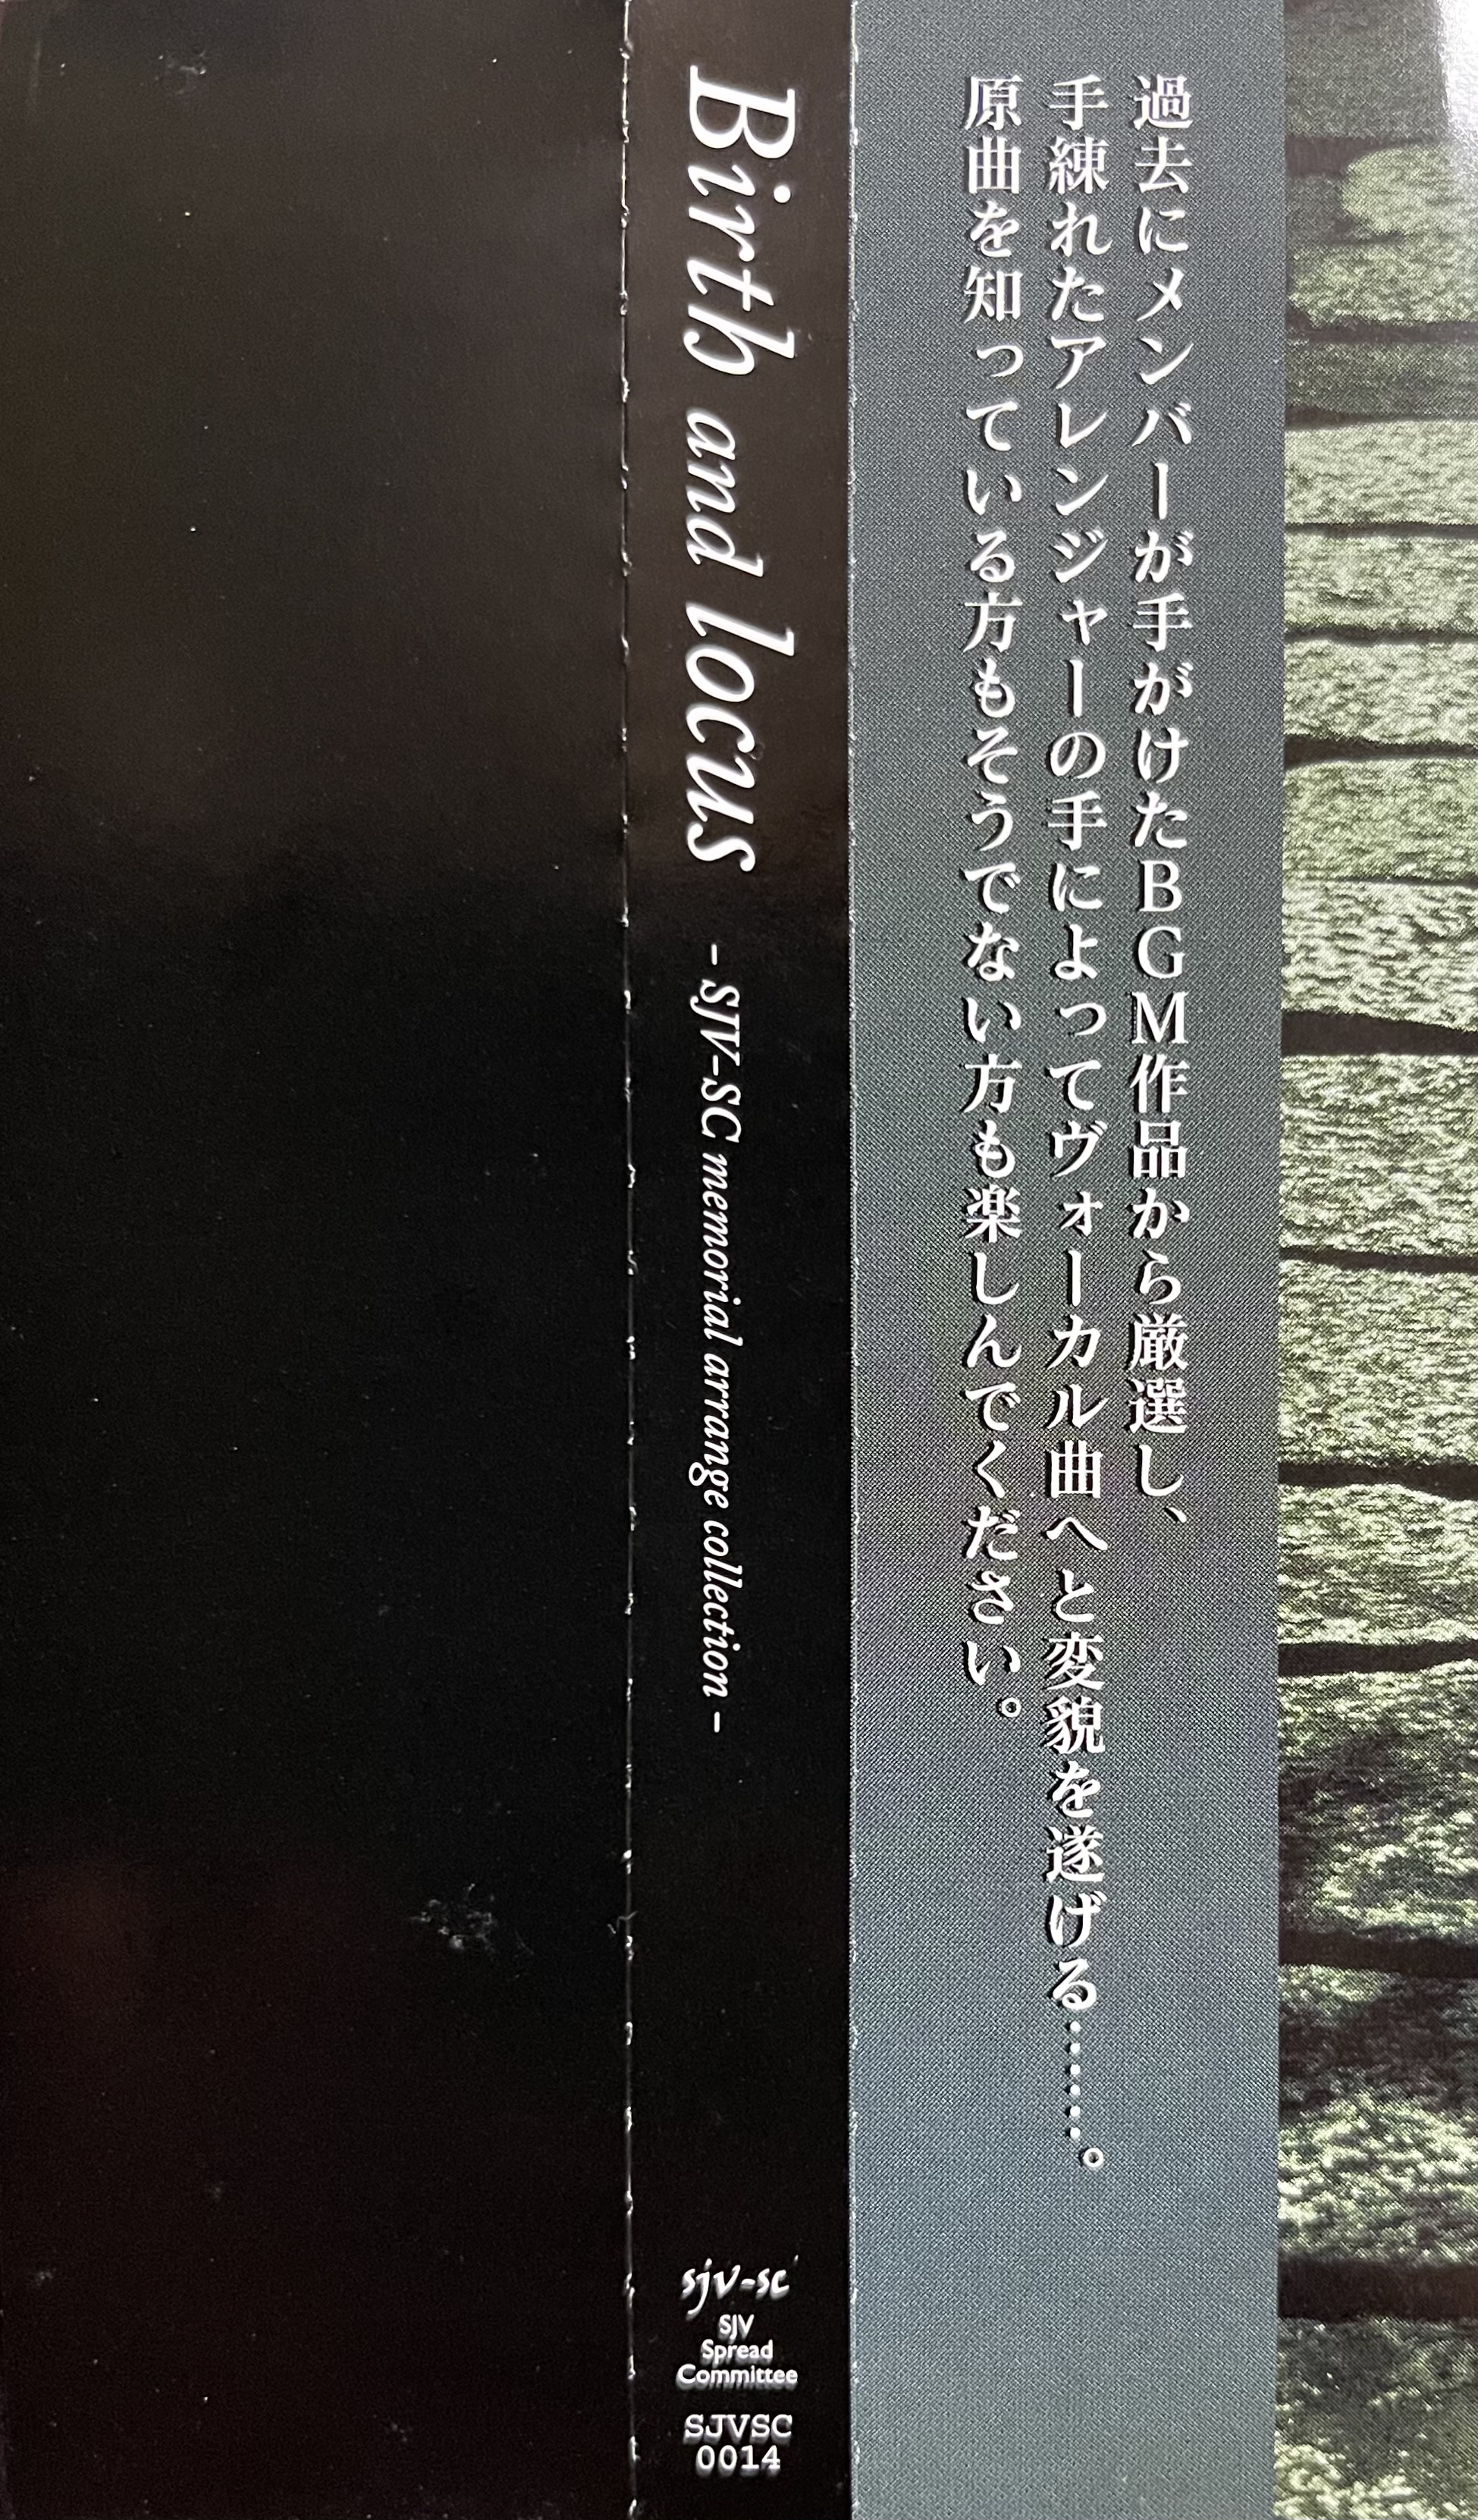 過去にメンバーが手がけたBGM作品から厳選し、
手練れたアレンジャーの手によってヴォーカル曲へと変貌を遂げる……。
原曲を知っている方もそうでない方も楽しんでください。
Birth and locus – SJV-SC memorial arrange collection –
sjv-sc
SJV
Spread
Committee
SJVSC
0014